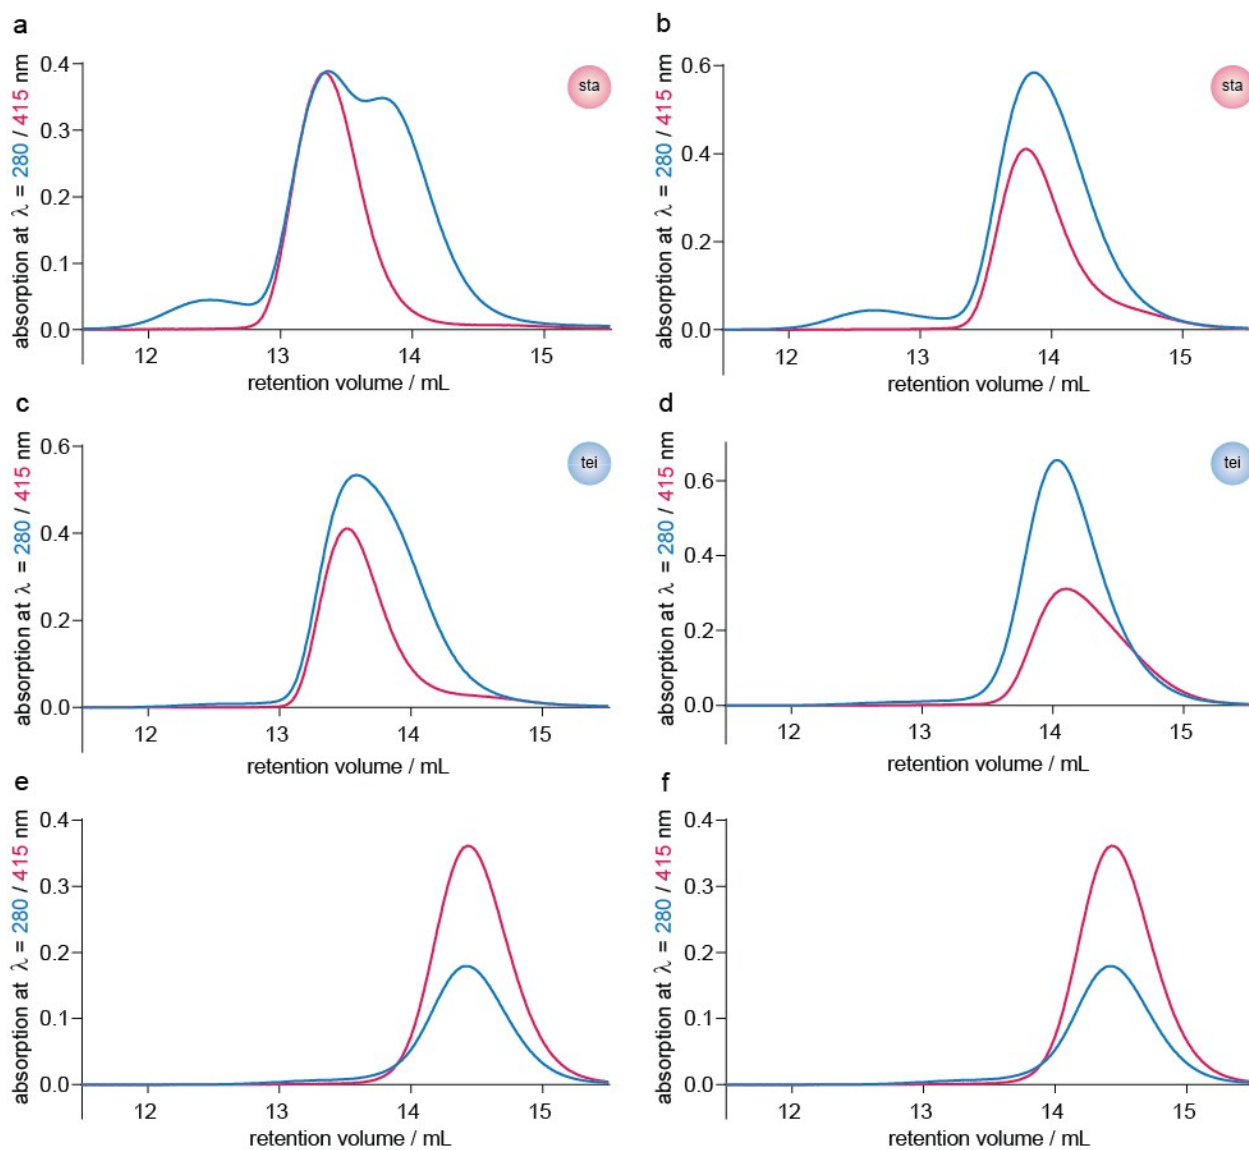 a
absorption at λ = 280 / 415 nm
0.4
0.3
0.2
0.1
0.0
12 13 14 15
retention volume / mL
sta
b
absorption at λ = 280 / 415 nm
0.6
0.4
0.2
0.0
12 13 14 15
retention volume / mL
sta
c
absorption at λ = 280 / 415 nm
0.6
0.4
0.2
0.0
12 13 14 15
retention volume / mL
tei
d
absorption at λ = 280 / 415 nm
0.6
0.4
0.2
0.0
12 13 14 15
retention volume / mL
tei
e
absorption at λ = 280 / 415 nm
0.4
0.3
0.2
0.1
0.0
12 13 14 15
retention volume / mL
f
absorption at λ = 280 / 415 nm
0.4
0.3
0.2
0.1
0.0
12 13 14 15
retention volume / mL